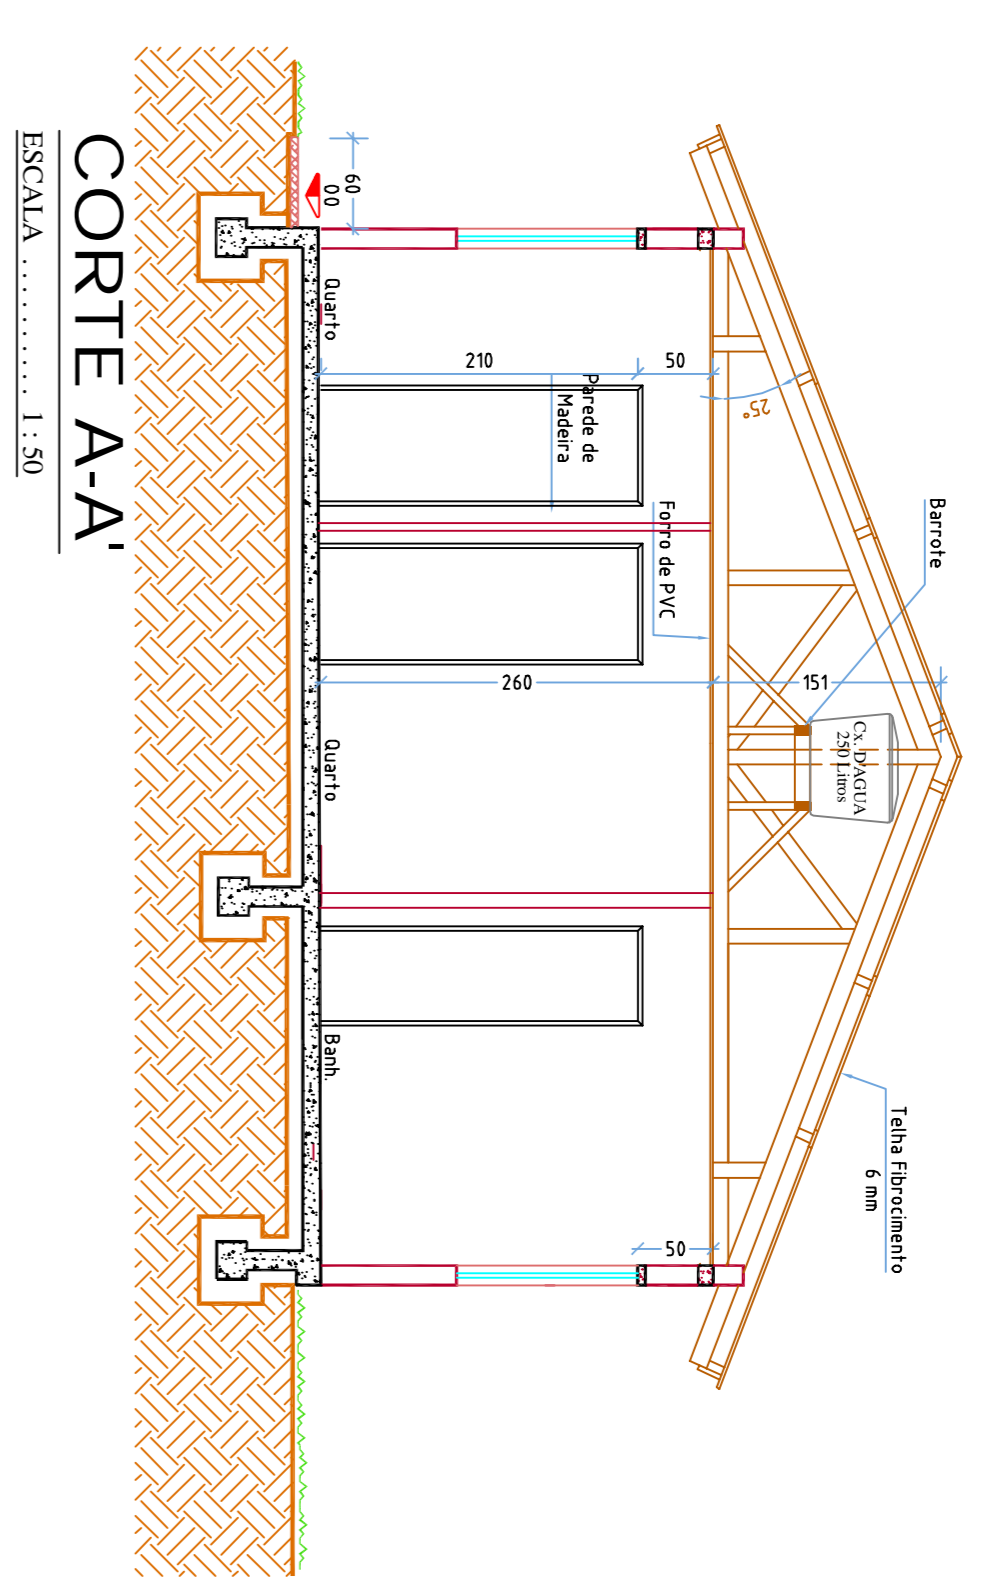 Barrote
151
Cx. D'AGUA
250 Litros
25°
Telha Fibrocimento
6 mm
Forro de PVC
50
50
210
260
Parede de
Madeira
60
00
Quarto
Quarto
Banh.
CORTE A-A'
ESCALA ............ 1 : 50